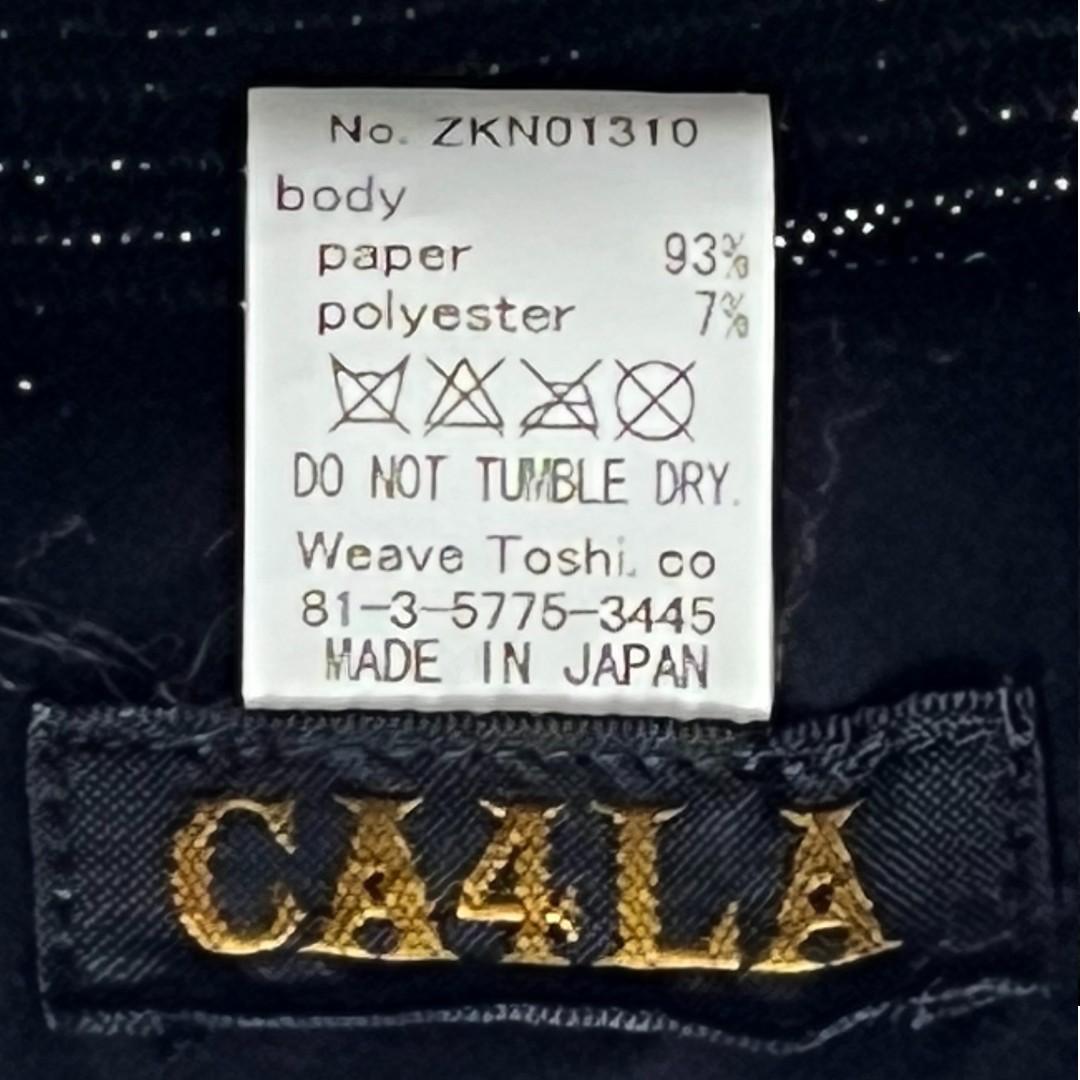 No. ZKN01310
body
paper 93%
polyester 7%
DO NOT TUMBLE DRY.
Weave Toshi. co
81-3-5775-3445
MADE IN JAPAN
CA4LA